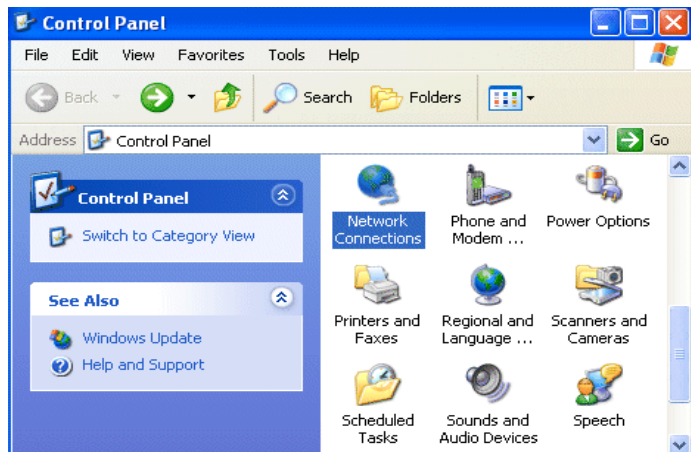 Control Panel
File Edit View Favorites Tools Help
Back Search Folders
Address Control Panel Go
Control Panel
Switch to Category View
See Also
Windows Update
Help and Support
Network Connections
Phone and Modem ...
Power Options
Printers and Faxes
Regional and Language ...
Scanners and Cameras
Scheduled Tasks
Sounds and Audio Devices
Speech